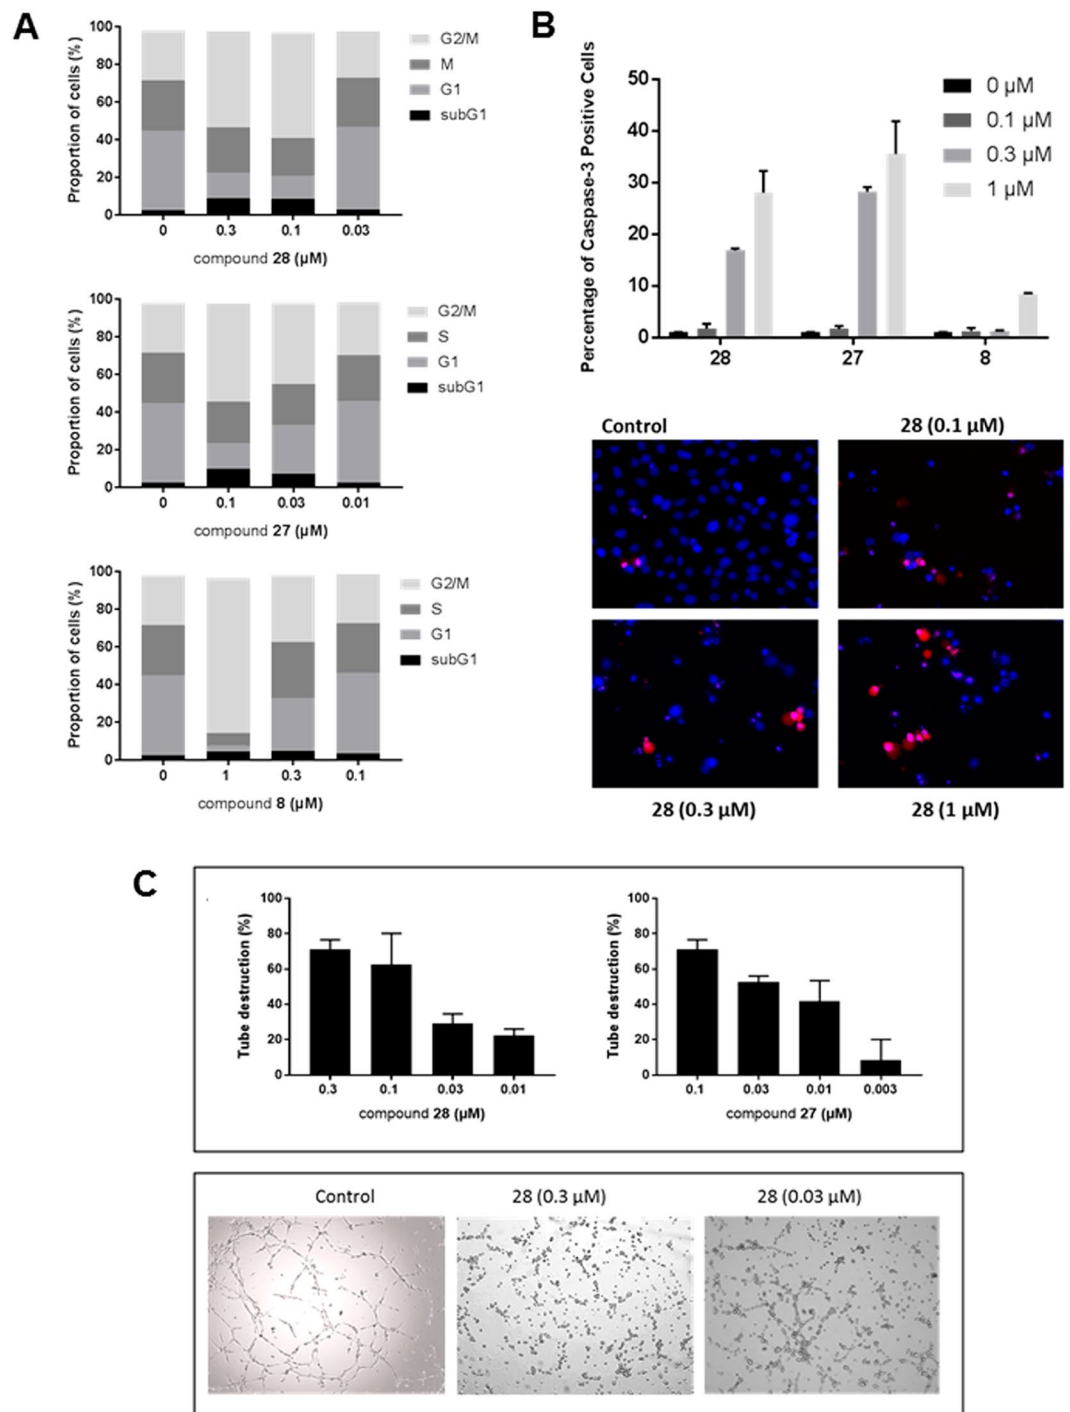 A
Proportion of cells (%)
100
80
60
40
20
0
0 0.3 0.1 0.03
compound 28 (µM)
G2/M
M
G1
subG1
Proportion of cells (%)
100
80
60
40
20
0
0 0.1 0.03 0.01
compound 27 (µM)
G2/M
S
G1
subG1
Proportion of cells (%)
100
80
60
40
20
0
0 1 0.3 0.1
compound 8 (µM)
G2/M
S
G1
subG1
B
Percentage of Caspase-3 Positive Cells
50
40
30
20
10
0
28 27 8
0 µM
0.1 µM
0.3 µM
1 µM
Control 28 (0.1 µM)
28 (0.3 µM) 28 (1 µM)
C
Tube destruction (%)
100
80
60
40
20
0
0.3 0.1 0.03 0.01
compound 28 (µM)
Tube destruction (%)
100
80
60
40
20
0
0.1 0.03 0.01 0.003
compound 27 (µM)
Control 28 (0.3 µM) 28 (0.03 µM)